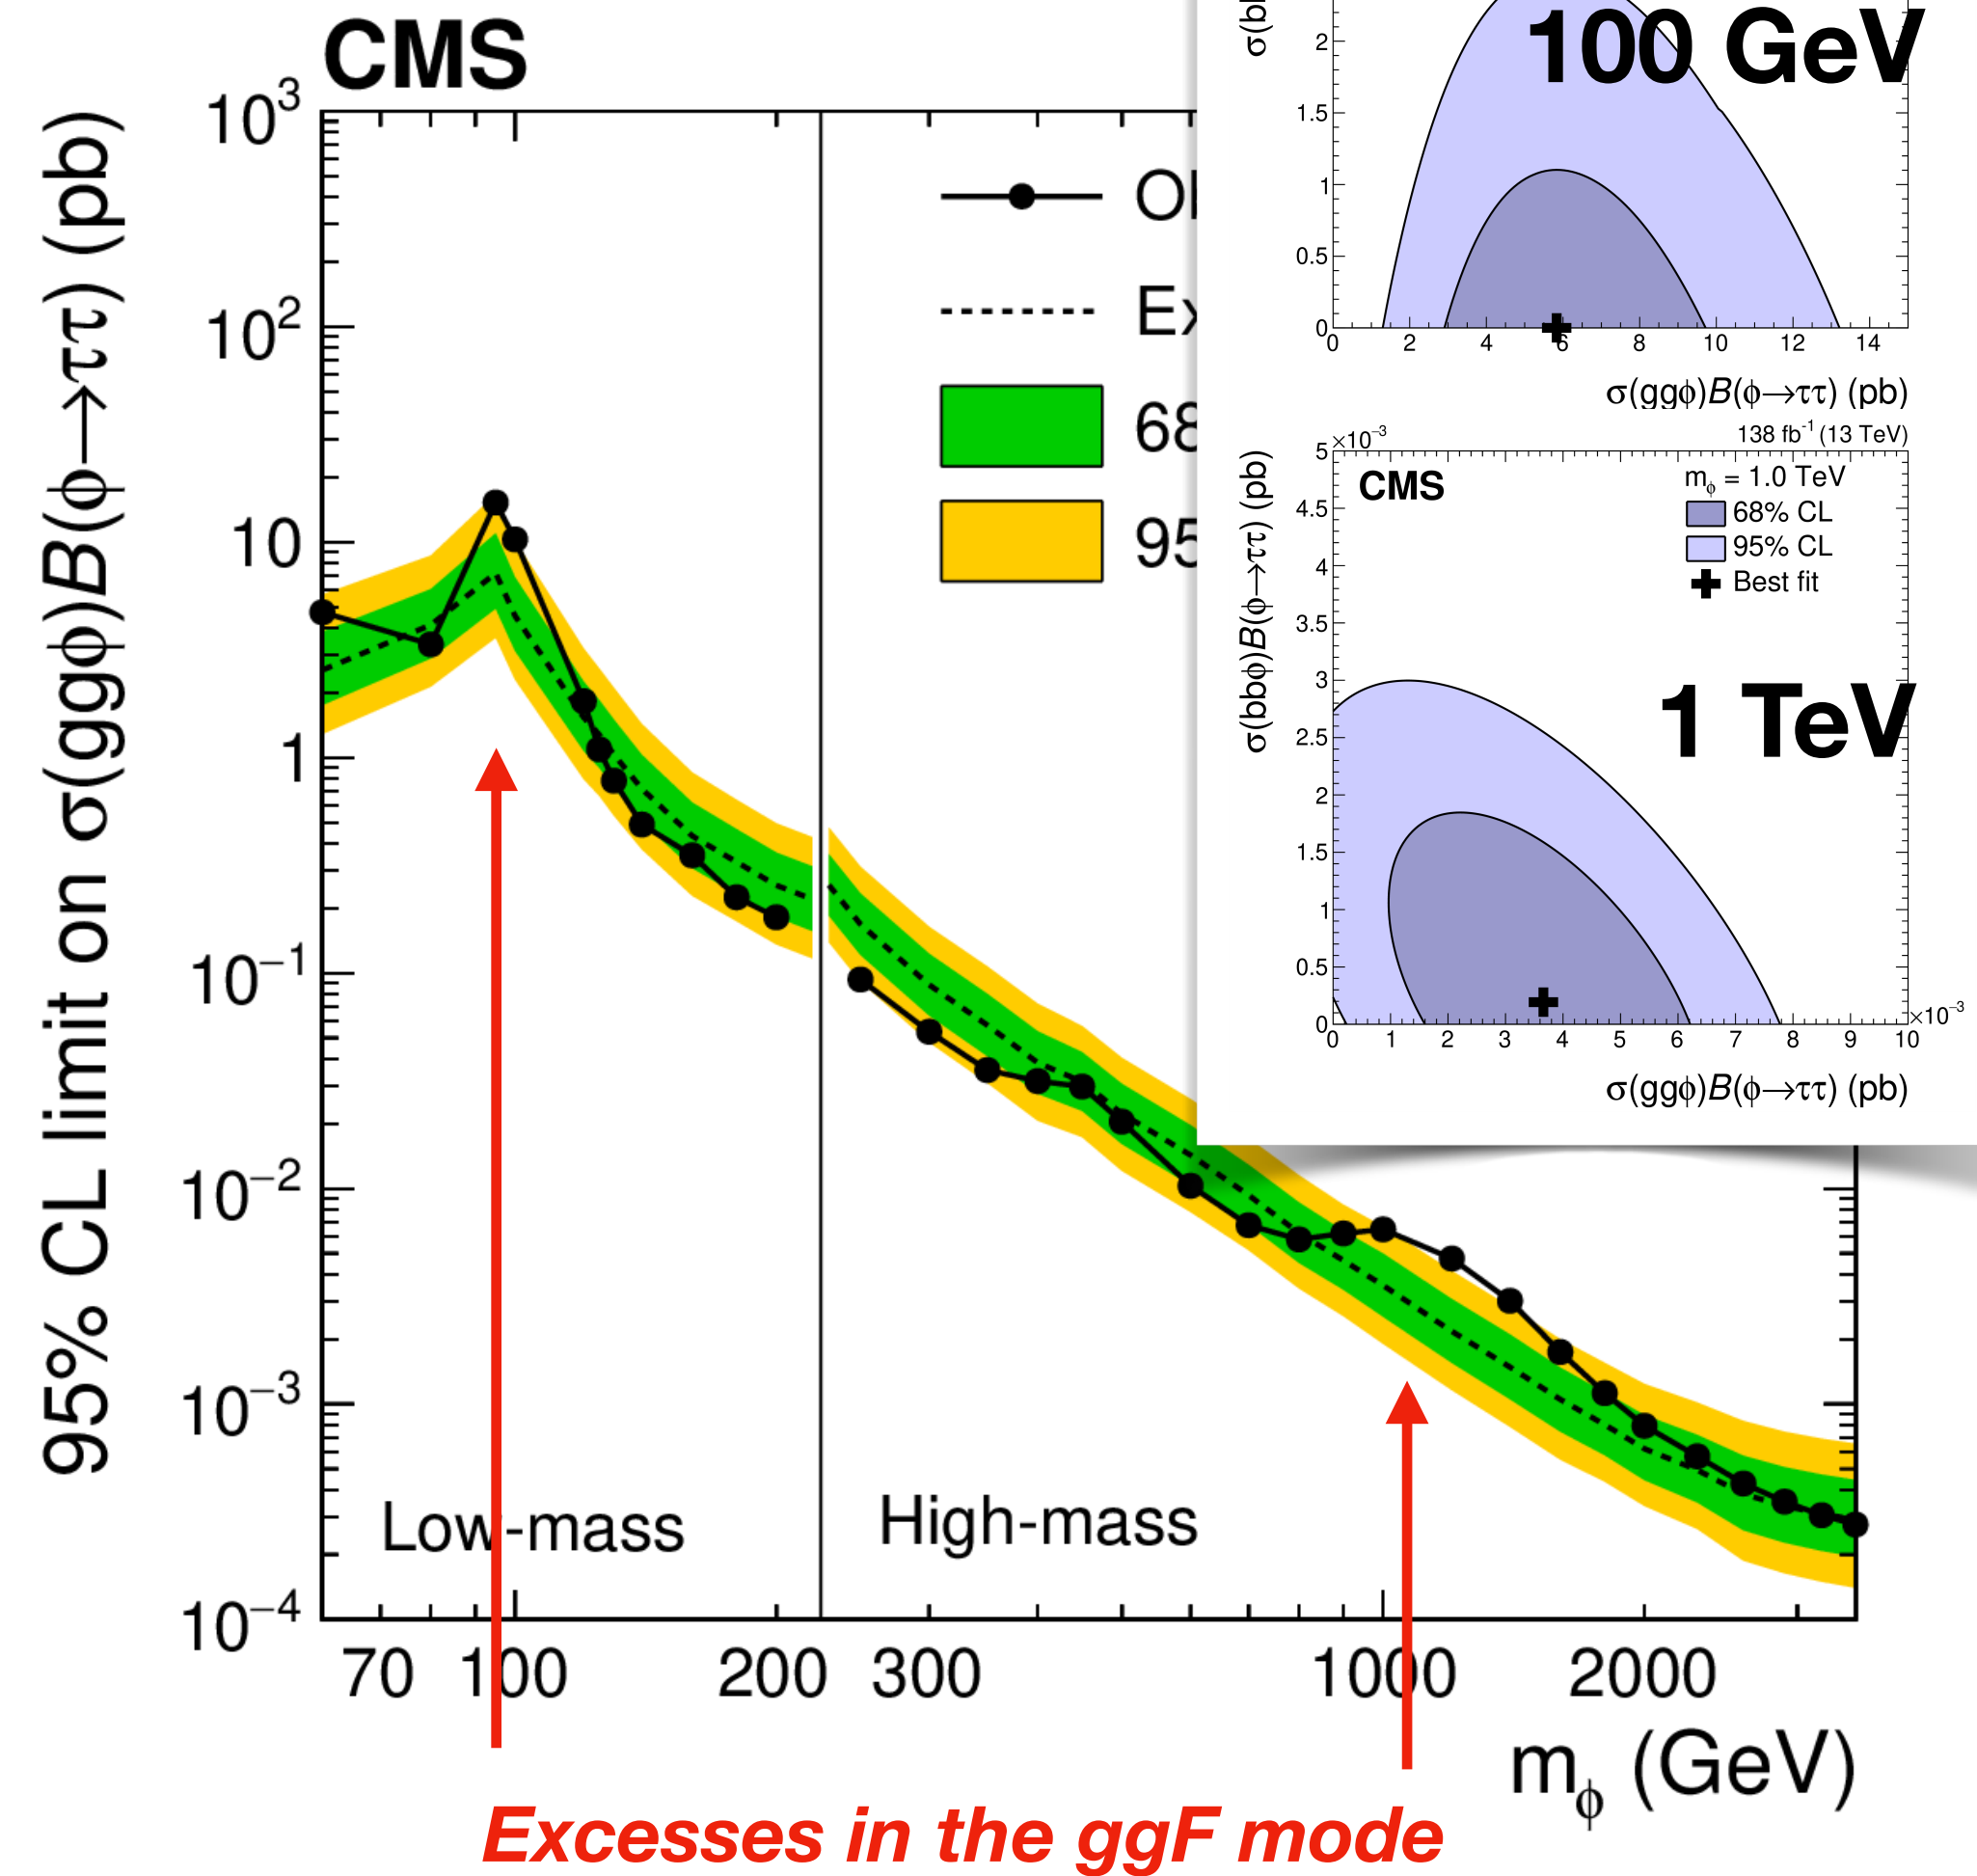 CMS
95% CL limit on σ(ggϕ)B(ϕ→ττ) (pb)
10³
10²
10
1
10⁻¹
10⁻²
10⁻³
10⁻⁴
68
95
Low-mass
High-mass
70
100
200
300
1000
2000
mϕ (GeV)
Excesses in the ggF mode
100 GeV
2
1.5
1
0.5
0
0 2 4 6 8 10 12 14
σ(ggϕ)B(ϕ→ττ) (pb)
138 fb⁻¹ (13 TeV)
×10⁻³
CMS
mϕ = 1.0 TeV
68% CL
95% CL
Best fit
1 TeV
σ(bbϕ)B(ϕ→ττ) (pb)
5
4.5
4
3.5
3
2.5
2
1.5
1
0.5
0
0 1 2 3 4 5 6 7 8 9 10
×10⁻³
σ(ggϕ)B(ϕ→ττ) (pb)